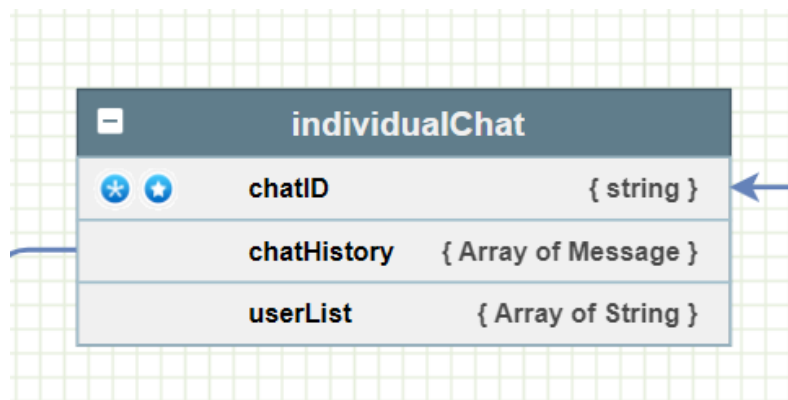 individualChat
chatID { string }
chatHistory { Array of Message }
userList { Array of String }